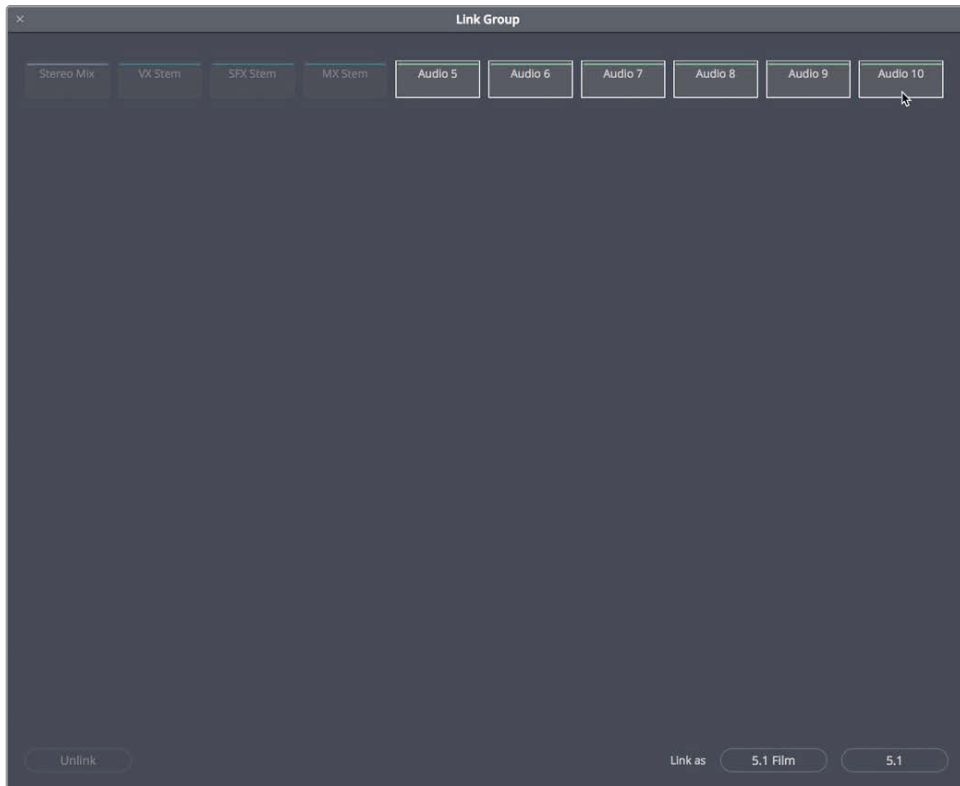 Link Group
Stereo Mix VX Stem SFX Stem MX Stem Audio 5 Audio 6 Audio 7 Audio 8 Audio 9 Audio 10
Unlink Link as 5.1 Film 5.1